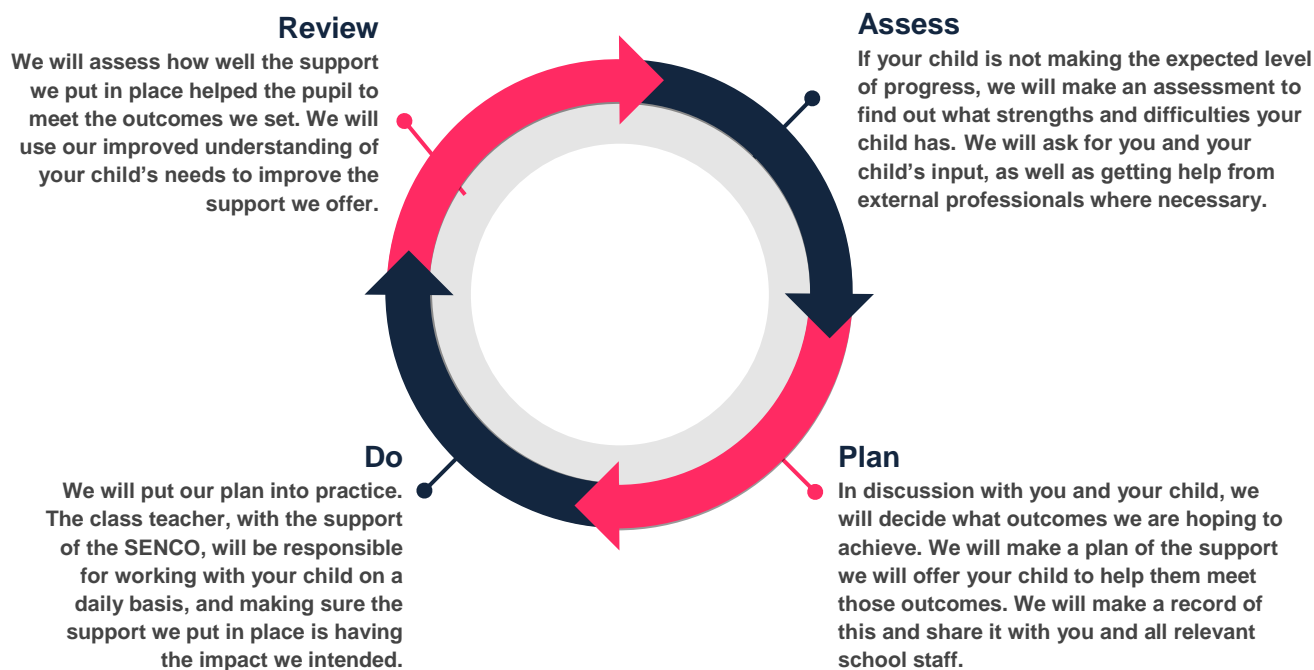 Review
We will assess how well the support
we put in place helped the pupil to
meet the outcomes we set. We will
use our improved understanding of
your child’s needs to improve the
support we offer.
Assess
If your child is not making the expected level
of progress, we will make an assessment to
find out what strengths and difficulties your
child has. We will ask for you and your
child’s input, as well as getting help from
external professionals where necessary.
Do
We will put our plan into practice.
The class teacher, with the support
of the SENCO, will be responsible
for working with your child on a
daily basis, and making sure the
support we put in place is having
the impact we intended.
Plan
In discussion with you and your child, we
will decide what outcomes we are hoping to
achieve. We will make a plan of the support
we will offer your child to help them meet
those outcomes. We will make a record of
this and share it with you and all relevant
school staff.